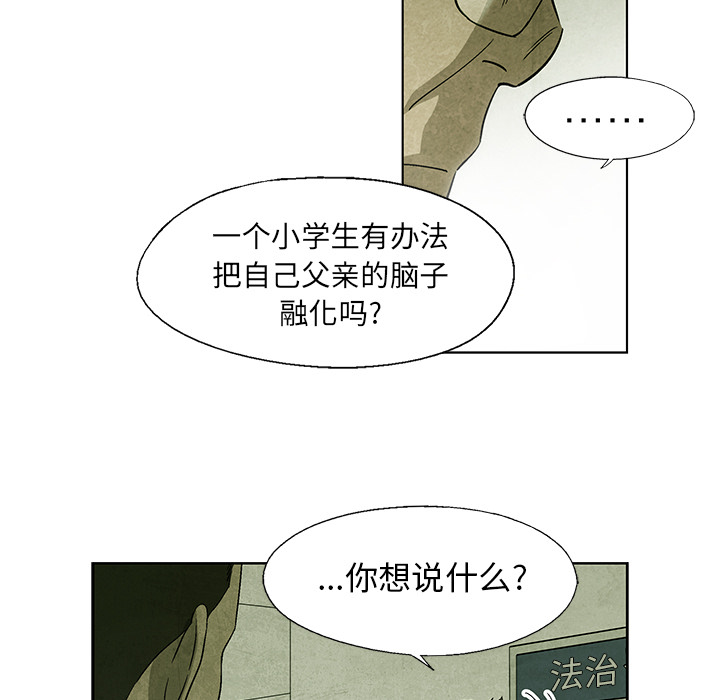 ......
一个小学生有办法
把自己父亲的脑子
融化吗?
...你想说什么?
法治